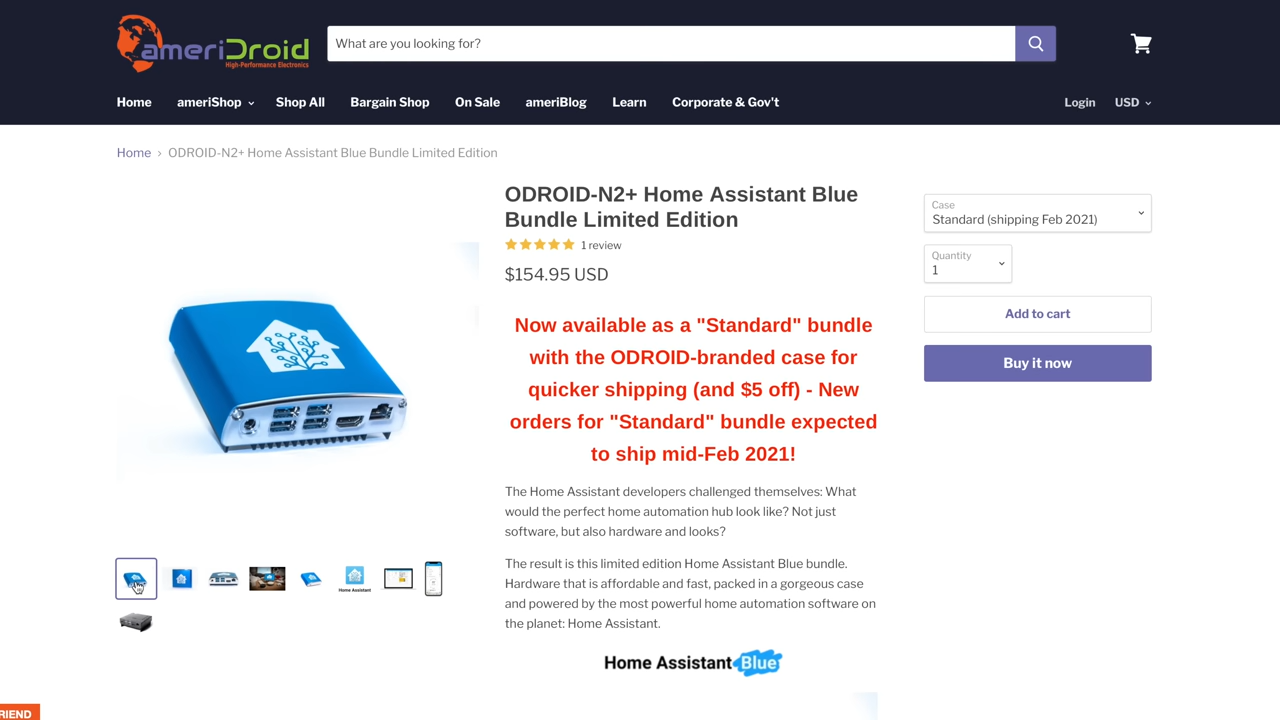 ameriDroid
High-Performance Electronics
What are you looking for?
Home
ameriShop
Shop All
Bargain Shop
On Sale
ameriBlog
Learn
Corporate & Gov't
Login
USD
Home › ODROID-N2+ Home Assistant Blue Bundle Limited Edition
ODROID-N2+ Home Assistant Blue
Bundle Limited Edition
1 review
$154.95 USD
Now available as a "Standard" bundle
with the ODROID-branded case for
quicker shipping (and $5 off) - New
orders for "Standard" bundle expected
to ship mid-Feb 2021!
The Home Assistant developers challenged themselves: What
would the perfect home automation hub look like? Not just
software, but also hardware and looks?
The result is this limited edition Home Assistant Blue bundle.
Hardware that is affordable and fast, packed in a gorgeous case
and powered by the most powerful home automation software on
the planet: Home Assistant.
Home Assistant Blue
Case
Standard (shipping Feb 2021)
Quantity
1
Add to cart
Buy it now
Home Assistant
RIEND